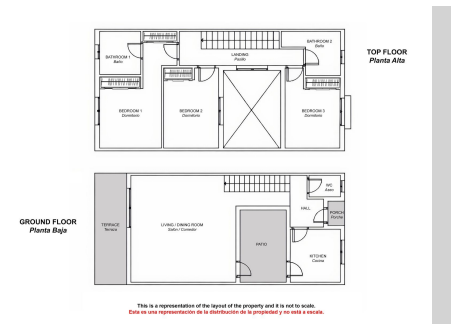 BATHROOM 1
Baño
BATHROOM 2
Baño
LANDING
Pasillo
TOP FLOOR
Planta Alta
BEDROOM 1
Dormitorio
BEDROOM 2
Dormitorio
BEDROOM 3
Dormitorio
GROUND FLOOR
Planta Baja
TERRACE
Terraza
LIVING / DINING ROOM
Salon / Comedor
WC
Aseo
HALL
PORCH
Porche
PATIO
KITCHEN
Cocina
This is a representation of the layout of the property and it is not to scale.
Esta es una representación de la distribución de la propiedad y no está a escala.